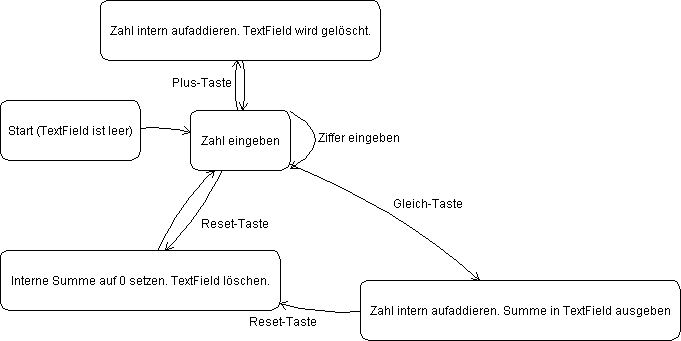 Zahl intern aufaddieren. TextField wird gelöscht.
Plus-Taste
Start (TextField ist leer)
Zahl eingeben
Ziffer eingeben
Gleich-Taste
Reset-Taste
Interne Summe auf 0 setzen. TextField löschen.
Zahl intern aufaddieren. Summe in TextField ausgeben
Reset-Taste